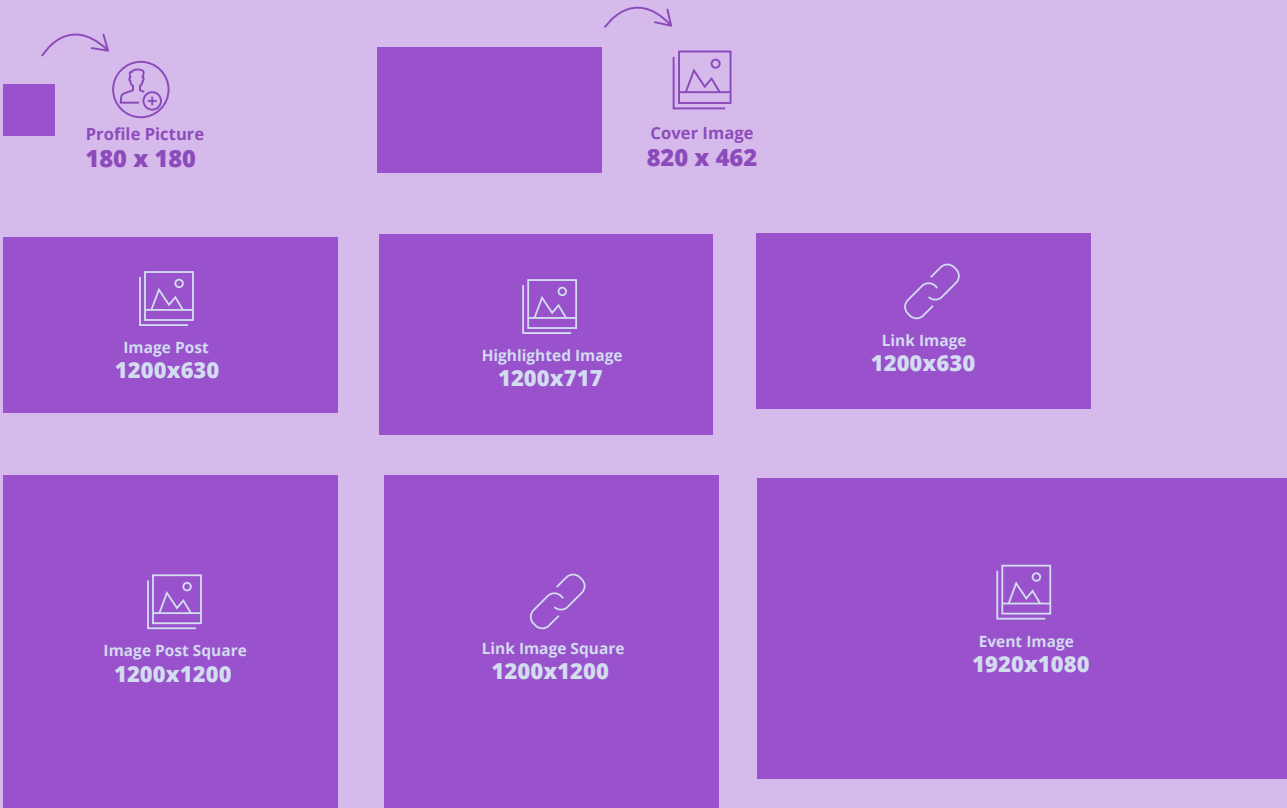 Profile Picture
180 x 180
Cover Image
820 x 462
Image Post
1200x630
Highlighted Image
1200x717
Link Image
1200x630
Image Post Square
1200x1200
Link Image Square
1200x1200
Event Image
1920x1080